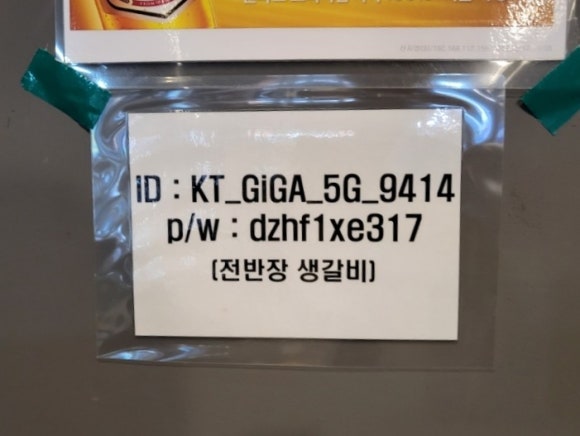 ID : KT_GiGA_5G_9414
p/w : dzhf1xe317
(전반장 생갈비)